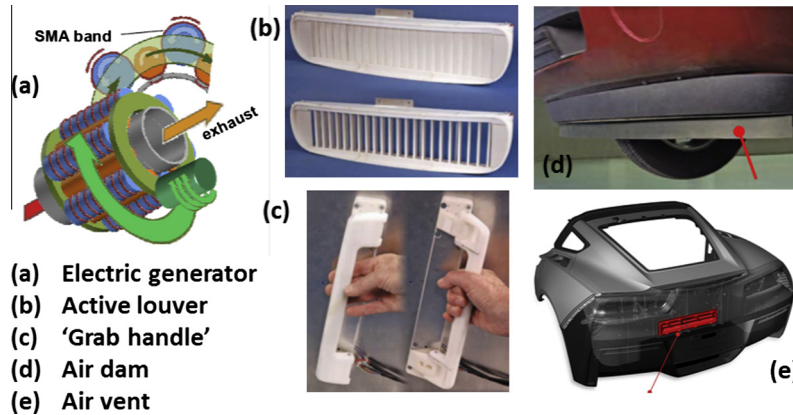 SMA band
(a)
exhaust
(b)
(c)
(d)
(e)
(a) Electric generator
(b) Active louver
(c) ‘Grab handle’
(d) Air dam
(e) Air vent